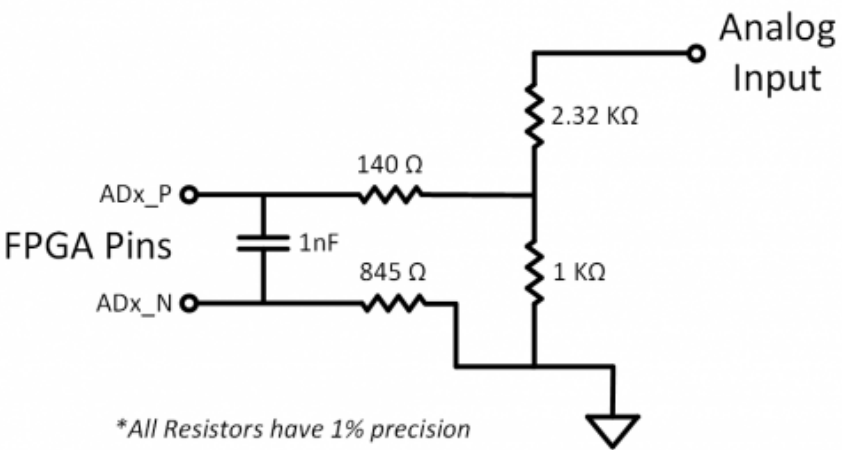 Analog
Input
2.32 KΩ
140 Ω
ADx_P
FPGA Pins
1nF
845 Ω
1 KΩ
ADx_N
*All Resistors have 1% precision